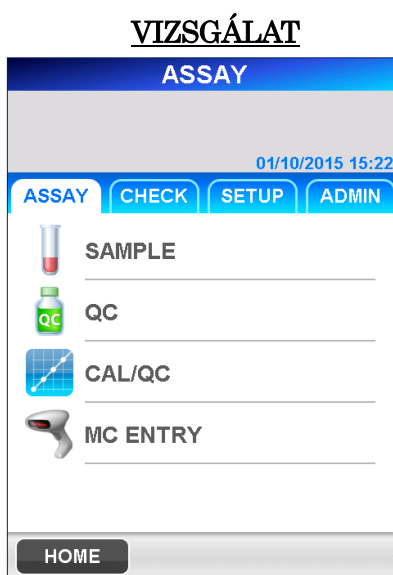 VIZSGÁLAT
ASSAY
01/10/2015 15:22
ASSAY CHECK SETUP ADMIN
SAMPLE
QC QC
CAL/QC
MC ENTRY
HOME